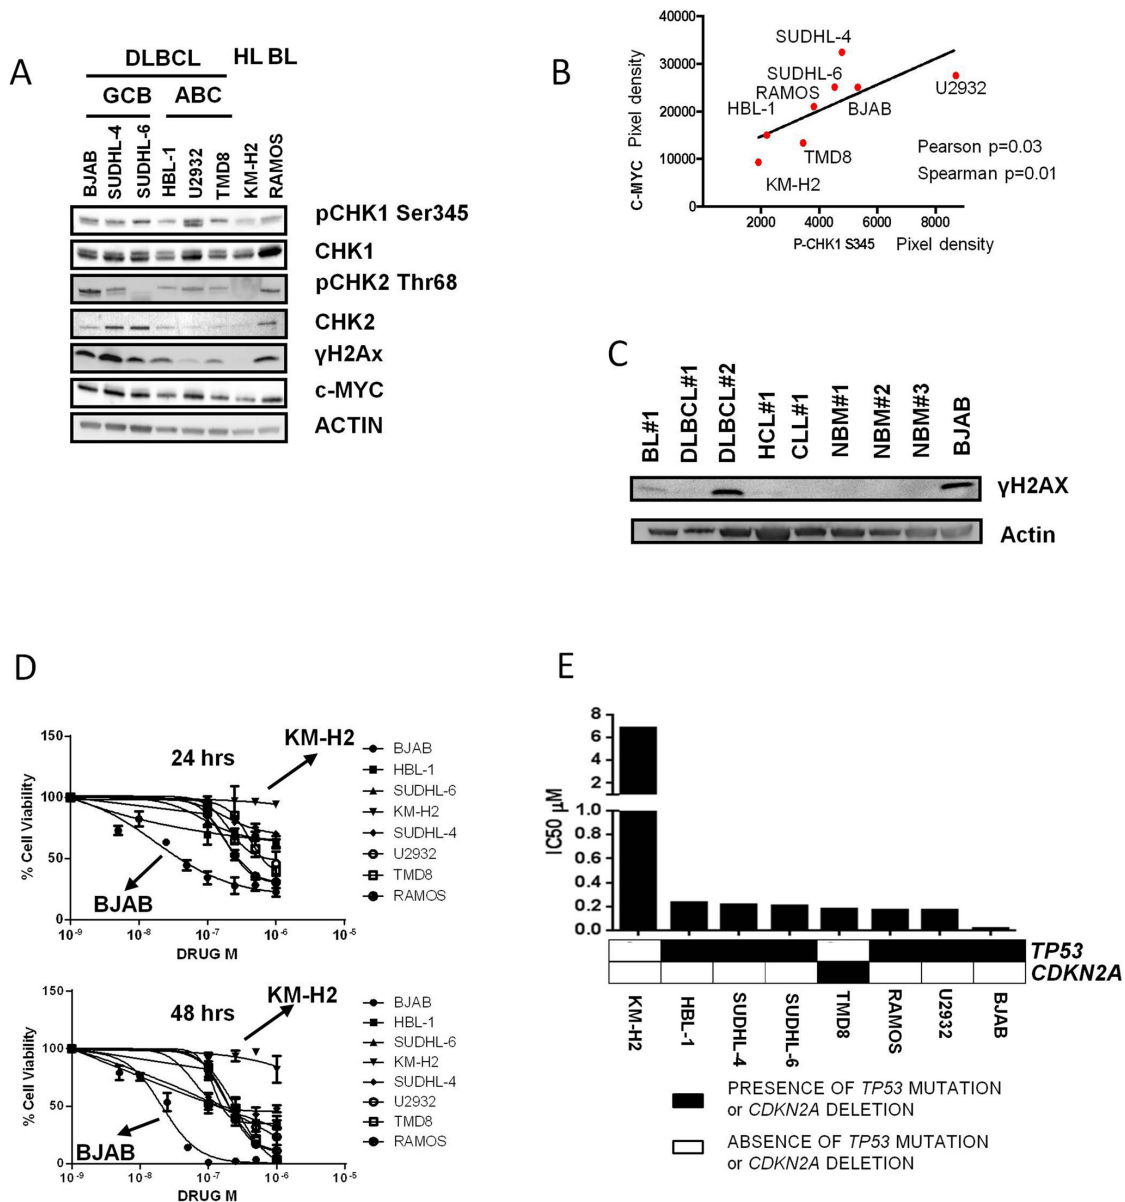 A
DLBCL
HL BL
GCB
ABC
BJAB
SUDHL-4
SUDHL-6
HBL-1
U2932
TMD8
KM-H2
RAMOS
pCHK1 Ser345
CHK1
pCHK2 Thr68
CHK2
γH2Ax
c-MYC
ACTIN
B
C-MYC Pixel density
40000
30000
20000
10000
0
2000
4000
6000
8000
P-CHK1 S345 Pixel density
SUDHL-4
SUDHL-6
RAMOS
HBL-1
BJAB
U2932
TMD8
KM-H2
Pearson p=0.03
Spearman p=0.01
C
BL#1
DLBCL#1
DLBCL#2
HCL#1
CLL#1
NBM#1
NBM#2
NBM#3
BJAB
γH2AX
Actin
D
% Cell Viability
150
100
50
0
24 hrs
KM-H2
BJAB
10-9
10-8
10-7
10-6
10-5
DRUG M
BJAB
HBL-1
SUDHL-6
KM-H2
SUDHL-4
U2932
TMD8
RAMOS
% Cell Viability
150
100
50
0
48 hrs
KM-H2
BJAB
10-9
10-8
10-7
10-6
10-5
DRUG M
BJAB
HBL-1
SUDHL-6
KM-H2
SUDHL-4
U2932
TMD8
RAMOS
E
IC50 µM
8
6
4
2
1.0
0.8
0.6
0.4
0.2
0.0
TP53
CDKN2A
KM-H2
HBL-1
SUDHL-4
SUDHL-6
TMD8
RAMOS
U2932
BJAB
PRESENCE OF TP53 MUTATION
or CDKN2A DELETION
ABSENCE OF TP53 MUTATION
or CDKN2A DELETION